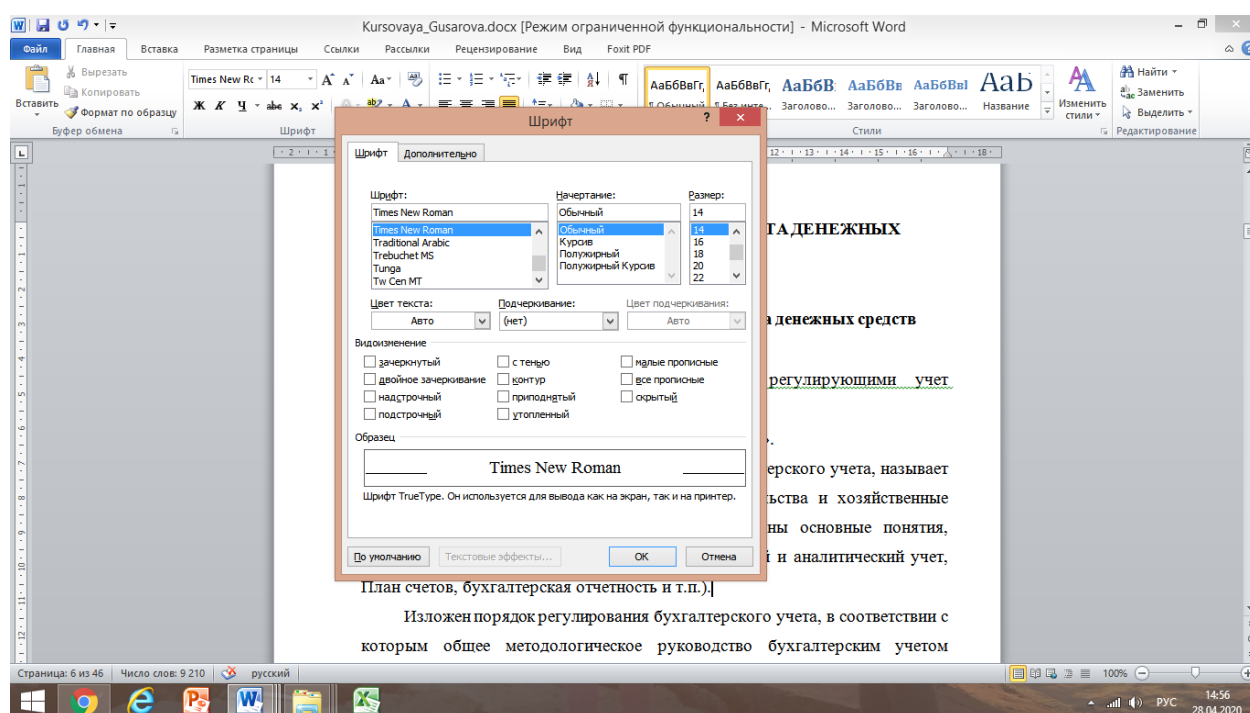 Kursovaya_Gusarova.docx [Режим ограниченной функциональности] - Microsoft Word
Файл Главная Вставка Разметка страницы Ссылки Рассылки Рецензирование Вид Foxit PDF
Вставить
Вырезать
Копировать
Формат по образцу
Буфер обмена
Times New Rc 14
Ж К Ч abc x₂ x²
Шрифт
АаБбВвГг, АаБбВвГг, АаБбВ АаБбВв АаБбВвІ АаЬ
¶ Обычный ¶ Без инте... Заголово... Заголово... Заголово... Название
Изменить стили
Стили
Найти
Заменить
Выделить
Редактирование
Шрифт
Шрифт Дополнительно
Шрифт: Начертание: Размер:
Times New Roman Обычный 14
Times New Roman Обычный 14
Traditional Arabic Курсив 16
Trebuchet MS Полужирный 18
Tunga Полужирный Курсив 20
Tw Cen MT 22
Цвет текста: Подчеркивание: Цвет подчеркивания:
Авто (нет) Авто
Видоизменение
зачеркнутый с тенью малые прописные
двойное зачеркивание контур все прописные
надстрочный приподнятый скрытый
подстрочный утопленный
Образец
Times New Roman
Шрифт TrueType. Он используется для вывода как на экран, так и на принтер.
По умолчанию Текстовые эффекты... ОК Отмена
ТА ДЕНЕЖНЫХ
а денежных средств
регулирующими учет
».
ерского учета, называет
ьства и хозяйственные
ны основные понятия,
й и аналитический учет,
План счетов, бухгалтерская отчетность и т.п.).
Изложен порядок регулирования бухгалтерского учета, в соответствии с
которым общее методологическое руководство бухгалтерским учетом
Страница: 6 из 46 Число слов: 9 210 русский 100%
РУС 14:56
28.04.2020